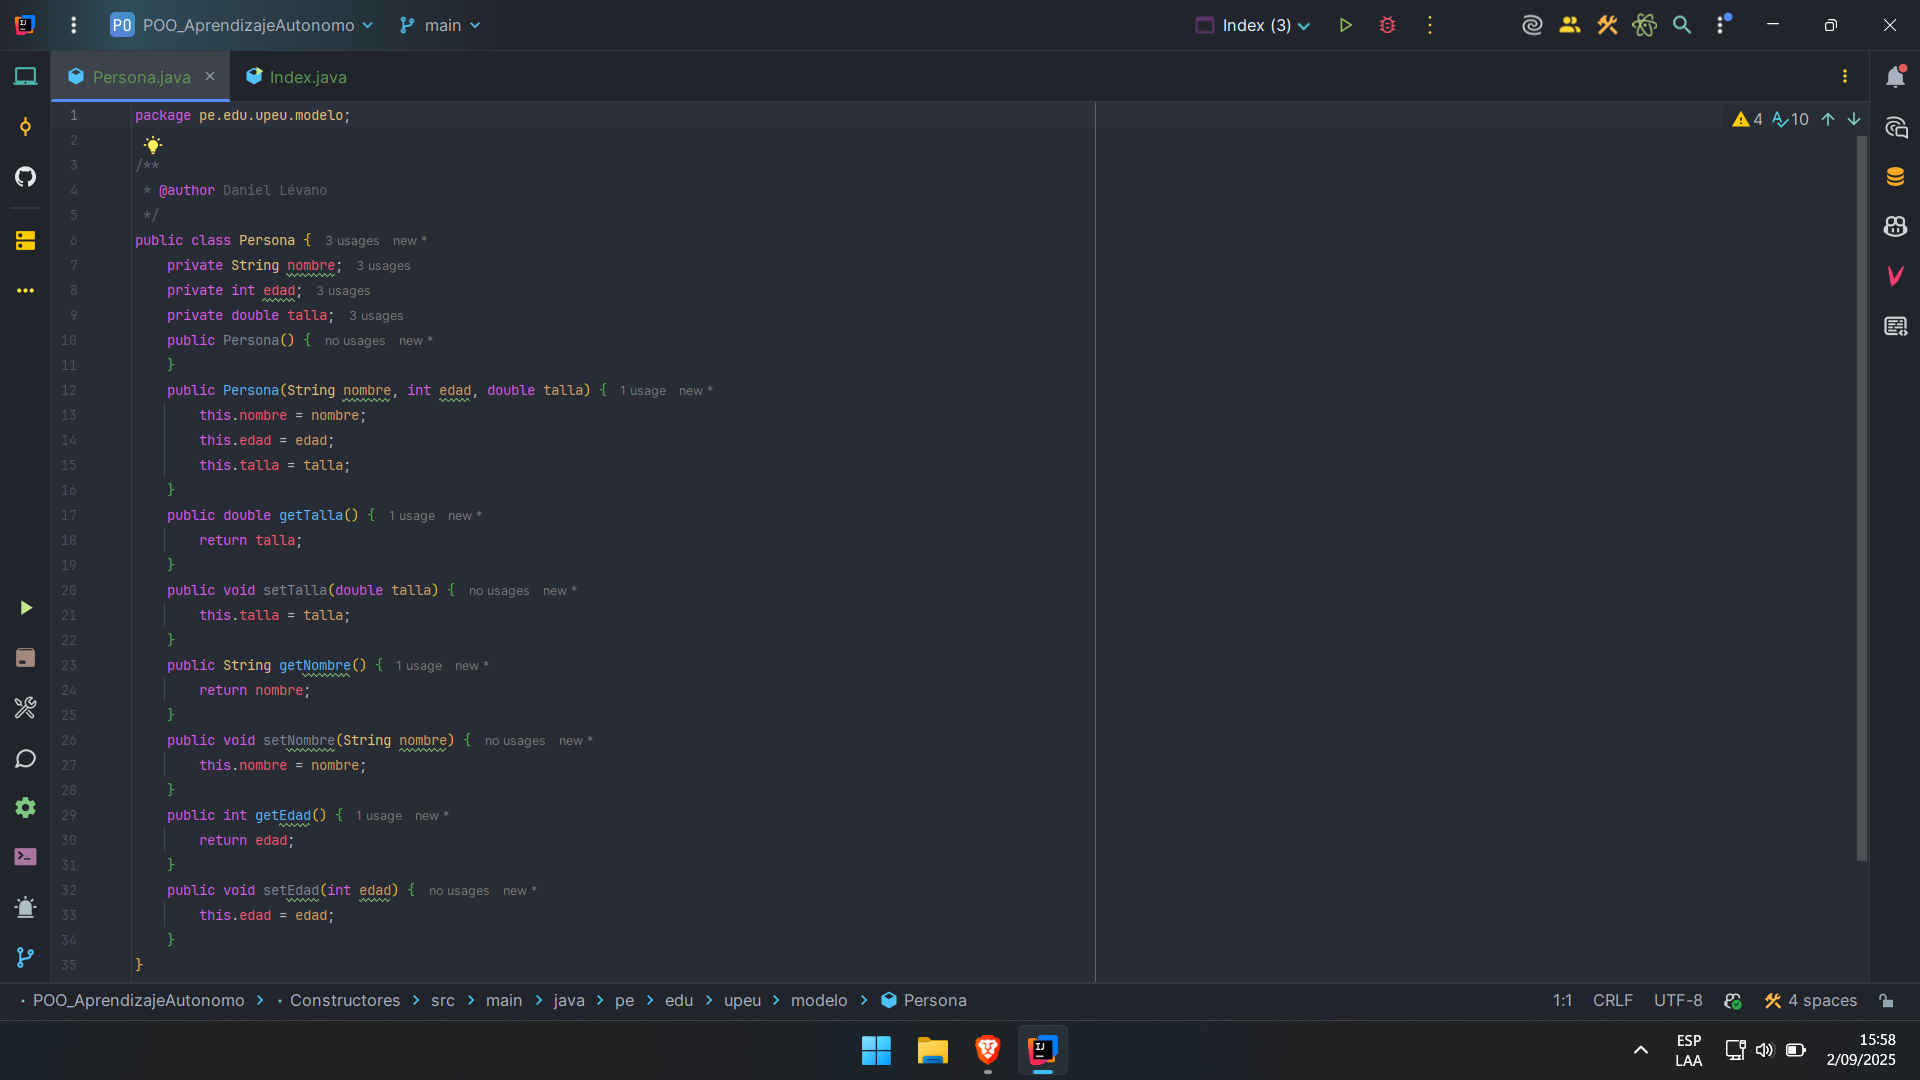 PO POO_AprendizajeAutonomo main Index (3)
Persona.java Index.java
4 10
1 package pe.edu.upeu.modelo;
2
3 /**
4 * @author Daniel Lévano
5 */
6 public class Persona { 3 usages new *
7 private String nombre; 3 usages
8 private int edad; 3 usages
9 private double talla; 3 usages
10 public Persona() { no usages new *
11 }
12 public Persona(String nombre, int edad, double talla) { 1 usage new *
13 this.nombre = nombre;
14 this.edad = edad;
15 this.talla = talla;
16 }
17 public double getTalla() { 1 usage new *
18 return talla;
19 }
20 public void setTalla(double talla) { no usages new *
21 this.talla = talla;
22 }
23 public String getNombre() { 1 usage new *
24 return nombre;
25 }
26 public void setNombre(String nombre) { no usages new *
27 this.nombre = nombre;
28 }
29 public int getEdad() { 1 usage new *
30 return edad;
31 }
32 public void setEdad(int edad) { no usages new *
33 this.edad = edad;
34 }
35 }
POO_AprendizajeAutonomo > Constructores > src > main > java > pe > edu > upeu > modelo > Persona 1:1 CRLF UTF-8 4 spaces
ESP 15:58
LAA 2/09/2025